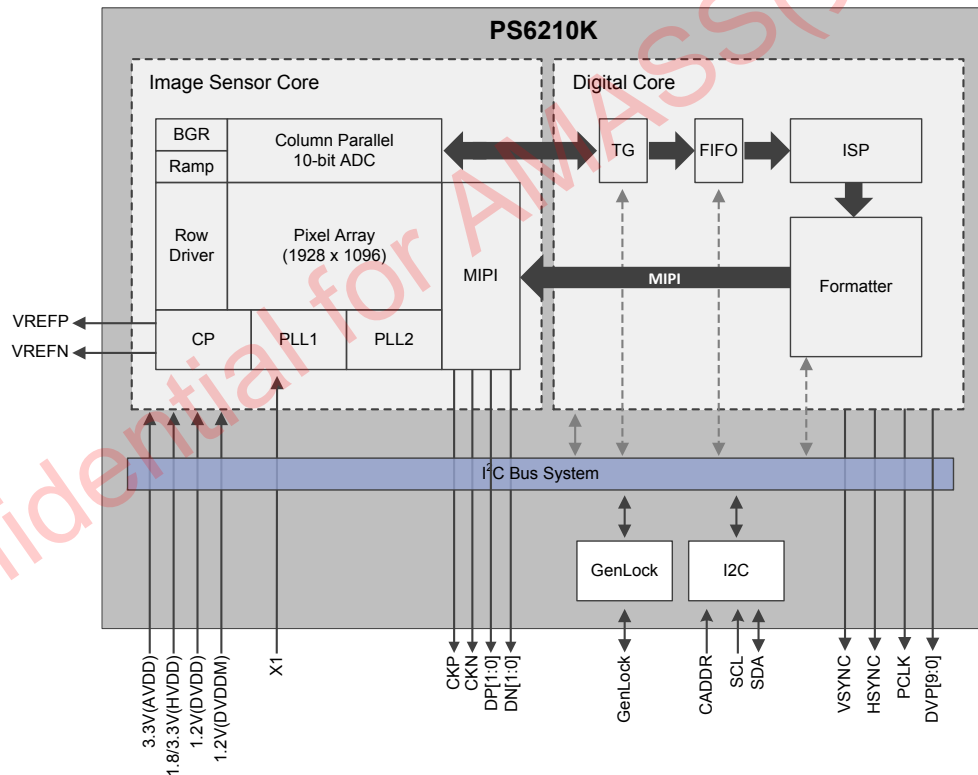 PS6210K
Image Sensor Core
Digital Core
BGR
Ramp
Column Parallel
10-bit ADC
TG
FIFO
ISP
Row
Driver
Pixel Array
(1928 x 1096)
MIPI
MIPI
Formatter
VREFP
VREFN
CP
PLL1
PLL2
I²C Bus System
GenLock
I2C
3.3V(AVDD)
1.8/3.3V(HVDD)
1.2V(DVDD)
1.2V(DVDDM)
X1
CKP
CKN
DP[1:0]
DN[1:0]
GenLock
CADDR
SCL
SDA
VSYNC
HSYNC
PCLK
DVP[9:0]
fidential for AMASS(